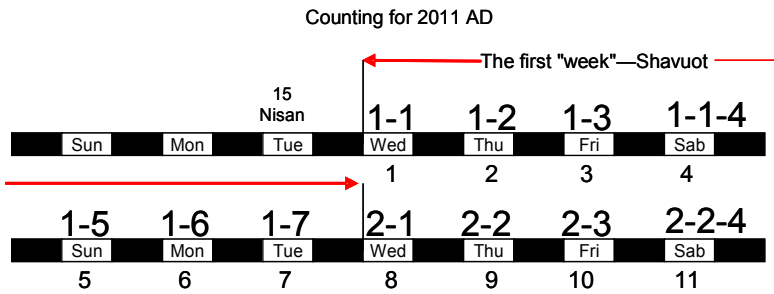 Counting for 2011 AD
The first "week"—Shavuot
15
Nisan
1-1 1-2 1-3 1-1-4
Sun Mon Tue Wed Thu Fri Sab
1 2 3 4
1-5 1-6 1-7 2-1 2-2 2-3 2-2-4
Sun Mon Tue Wed Thu Fri Sab
5 6 7 8 9 10 11